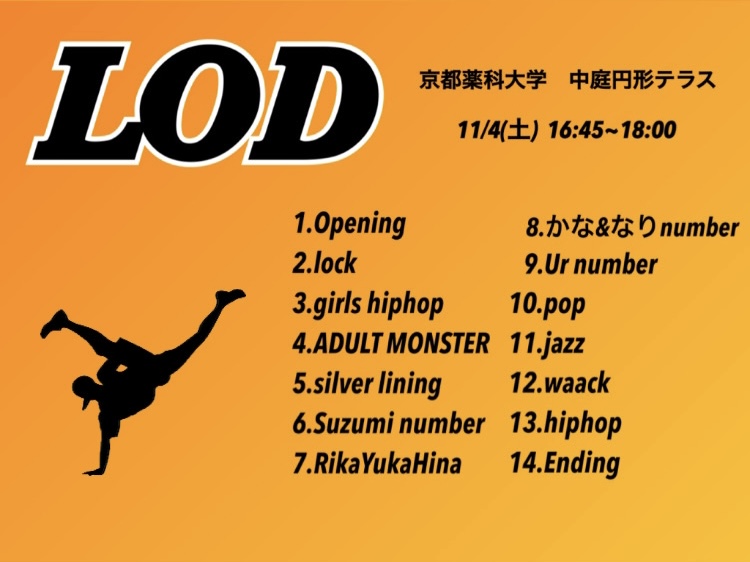 LOD
京都薬科大学　中庭円形テラス
11/4(土) 16:45~18:00
1.Opening
2.lock
3.girls hiphop
4.ADULT MONSTER
5.silver lining
6.Suzumi number
7.RikaYukaHina
8.かな&なりnumber
9.Ur number
10.pop
11.jazz
12.waack
13.hiphop
14.Ending